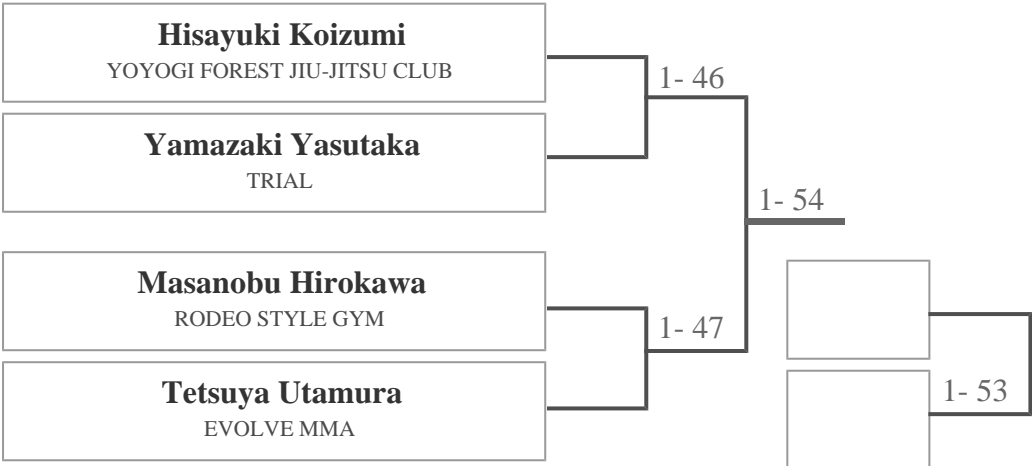 Hisayuki Koizumi
YOYOGI FOREST JIU-JITSU CLUB
1- 46
Yamazaki Yasutaka
TRIAL
1- 54
Masanobu Hirokawa
RODEO STYLE GYM
1- 47
Tetsuya Utamura
EVOLVE MMA
1- 53